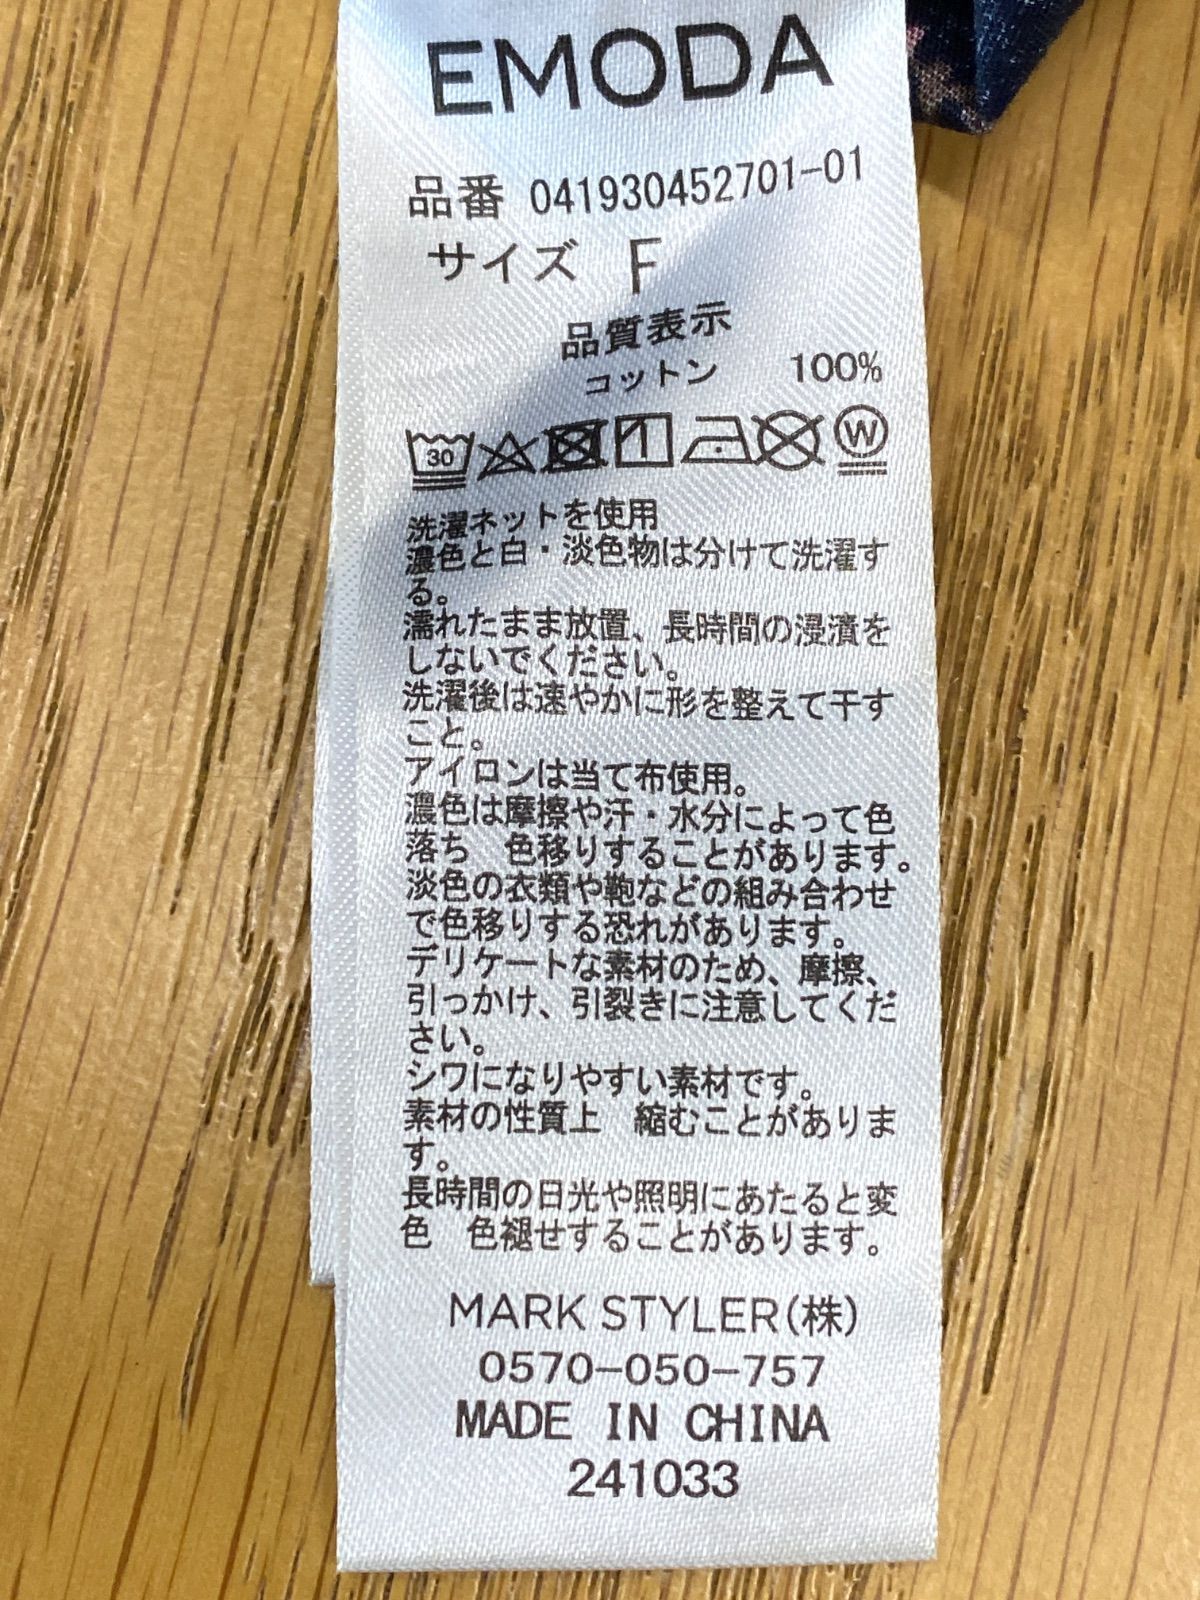 EMODA
品番 041930452701-01
サイズ F
品質表示
コットン 100%
30 1 W
洗濯ネットを使用
濃色と白・淡色物は分けて洗濯す
る。
濡れたまま放置、長時間の浸漬を
しないでください。
洗濯後は速やかに形を整えて干す
こと。
アイロンは当て布使用。
濃色は摩擦や汗・水分によって色
落ち 色移りすることがあります。
淡色の衣類や鞄などの組み合わせ
で色移りする恐れがあります。
デリケートな素材のため、摩擦、
引っかけ、引裂きに注意してくだ
さい。
シワになりやすい素材です。
素材の性質上 縮むことがありま
す。
長時間の日光や照明にあたると変
色 色褪せすることがあります。
MARK STYLER(株)
0570-050-757
MADE IN CHINA
241033